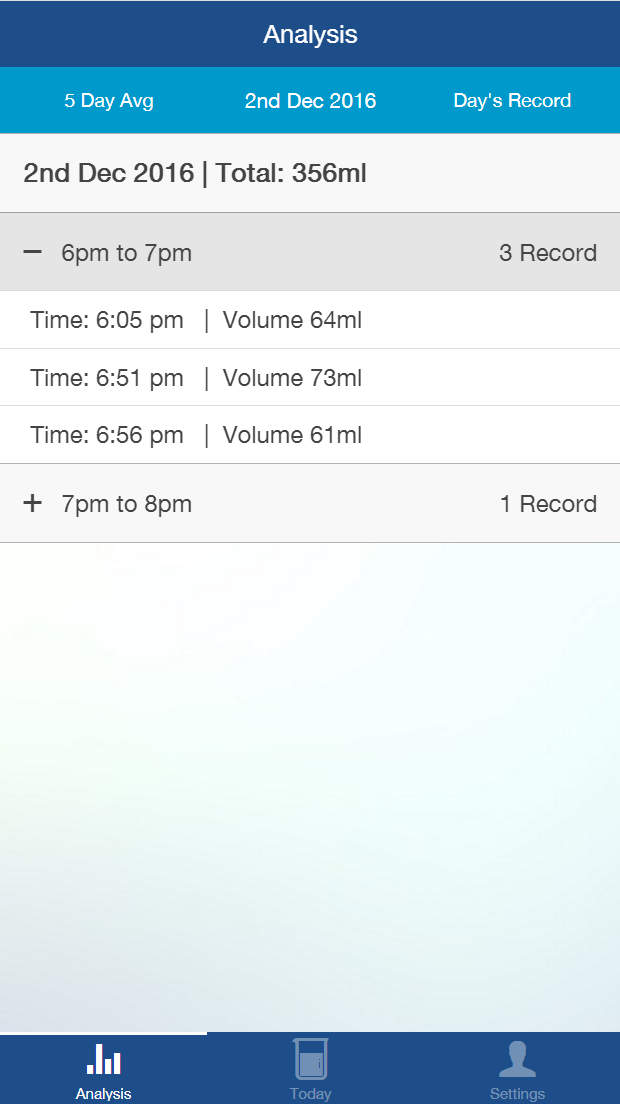 Analysis
5 Day Avg 2nd Dec 2016 Day's Record
2nd Dec 2016 | Total: 356ml
− 6pm to 7pm 3 Record
Time: 6:05 pm | Volume 64ml
Time: 6:51 pm | Volume 73ml
Time: 6:56 pm | Volume 61ml
+ 7pm to 8pm 1 Record
Analysis Today Settings